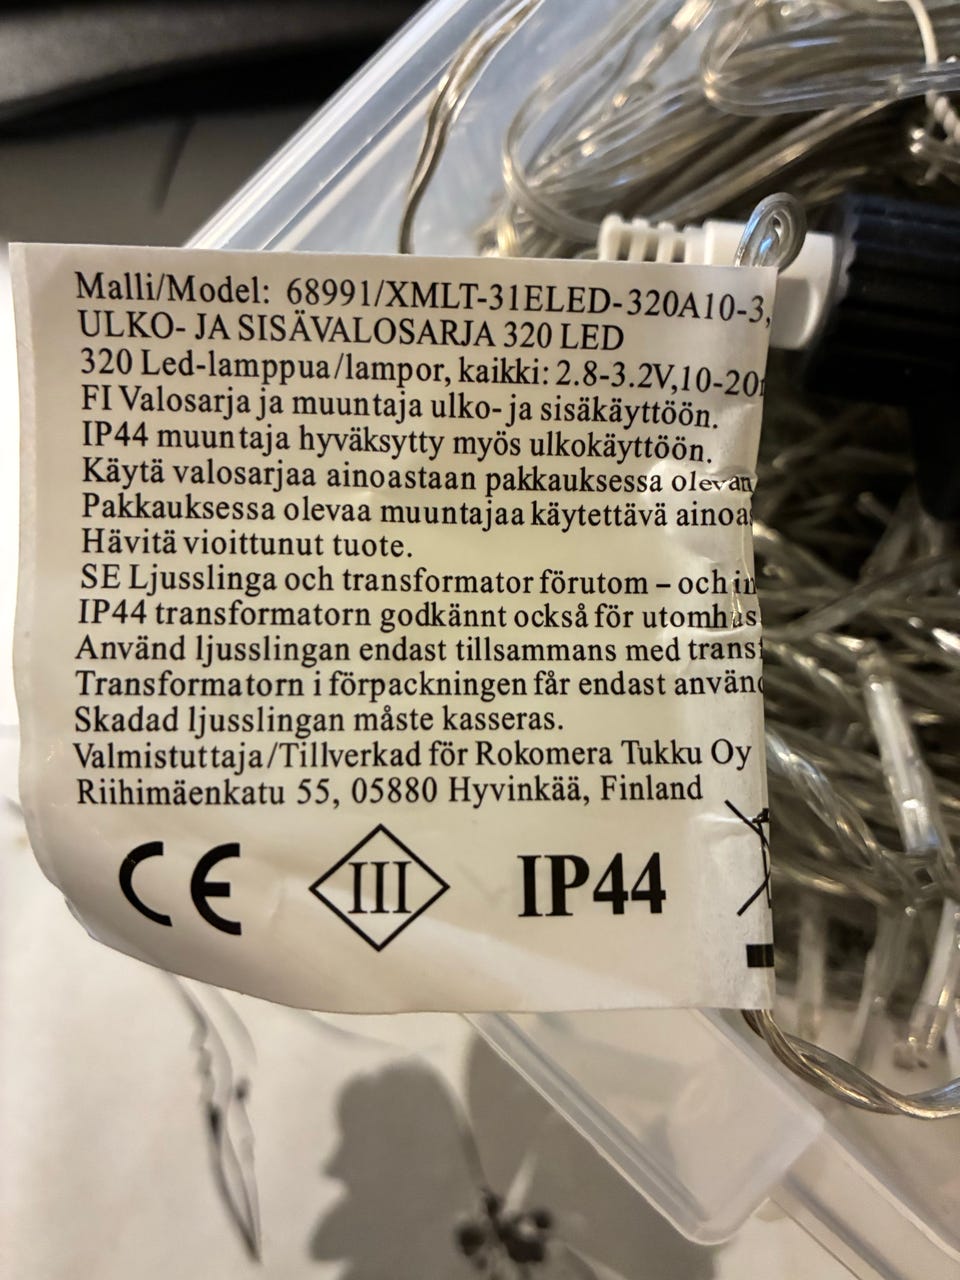 Malli/Model: 68991/XMLT-31ELED-320A10-3,
ULKO- JA SISÄVALOSARJA 320 LED
320 Led-lamppua/lampor, kaikki: 2.8-3.2V,10-20
FI Valosarja ja muuntaja ulko- ja sisäkäyttöön.
IP44 muuntaja hyväksytty myös ulkokäyttöön.
Käytä valosarjaa ainoastaan pakkauksessa olevan
Pakkauksessa olevaa muuntajaa käytettävä
Hävitä vioittunut tuote.
SE Ljusslinga och transformator förutom – och
IP44 transformatorn godkännt också för
Använd ljusslingan endast tillsammans med
Transformatorn i förpackningen får endast
Skadad ljusslingan måste kasseras.
Valmistuttaja/Tillverkad för Rokomera Tukku Oy
Riihimäenkatu 55, 05880 Hyvinkää, Finland
CE III IP44